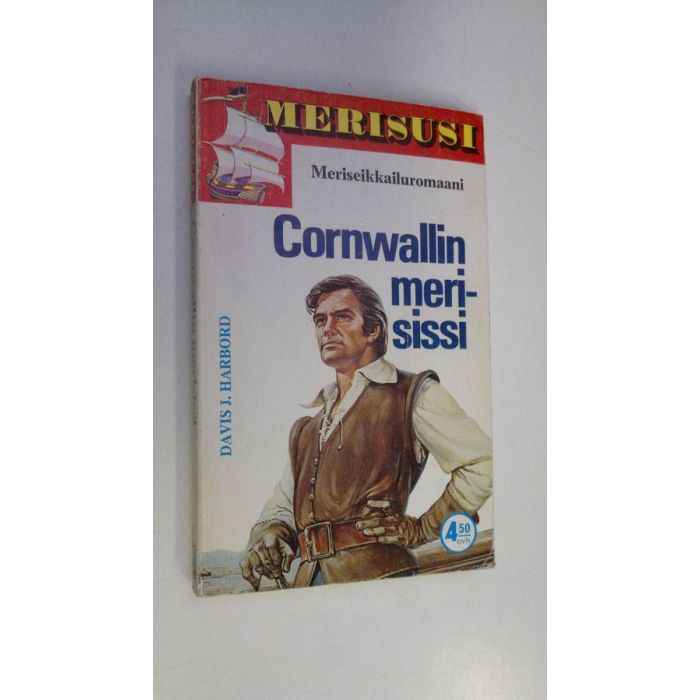 MERISUSI
Meriseikkailuromaani
Cornwallin
meri-
sissi
DAVIS J. HARBORD
4 50
ovh